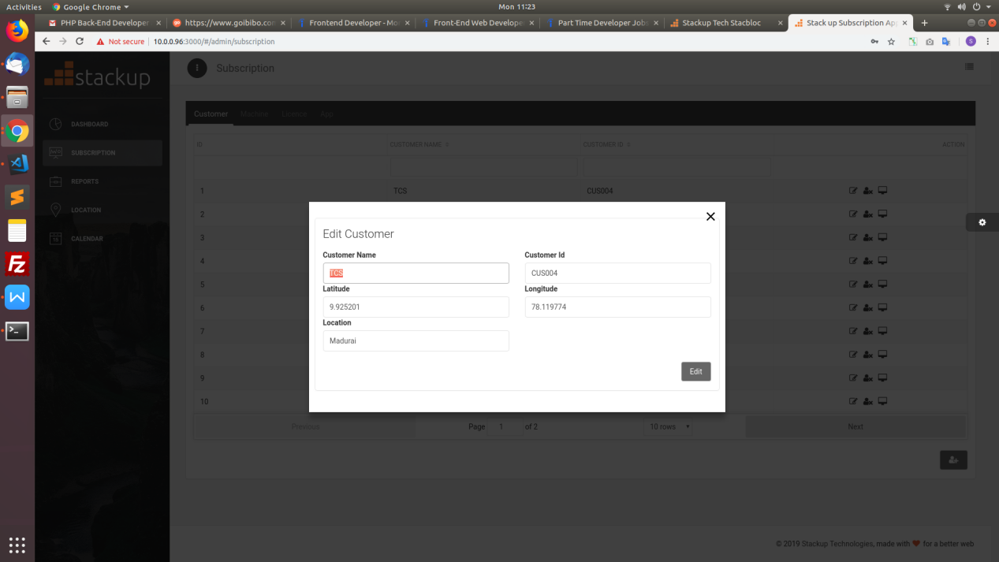 Activities Google Chrome Mon 11:23
PHP Back-End Developer https://www.goibibo.con Frontend Developer - Mo Front-End Web Develope Part Time Developer Jobs Stackup Tech Stacbloc Stack up Subscription Ap
Not secure 10.0.0.96:3000/#/admin/subscription S
stackup
Subscription
DASHBOARD
SUBSCRIPTION
REPORTS
LOCATION
CALENDAR
Customer Machine Licence App
ID CUSTOMER NAME CUSTOMER ID ACTION
1 TCS CUS004
2
3
4
5
6
7
8
9
10
Edit Customer
Customer Name Customer Id
TCS CUS004
Latitude Longitude
9.925201 78.119774
Location
Madurai
Edit
Previous Page 1 of 2 10 rows Next
© 2019 Stackup Technologies, made with for a better web